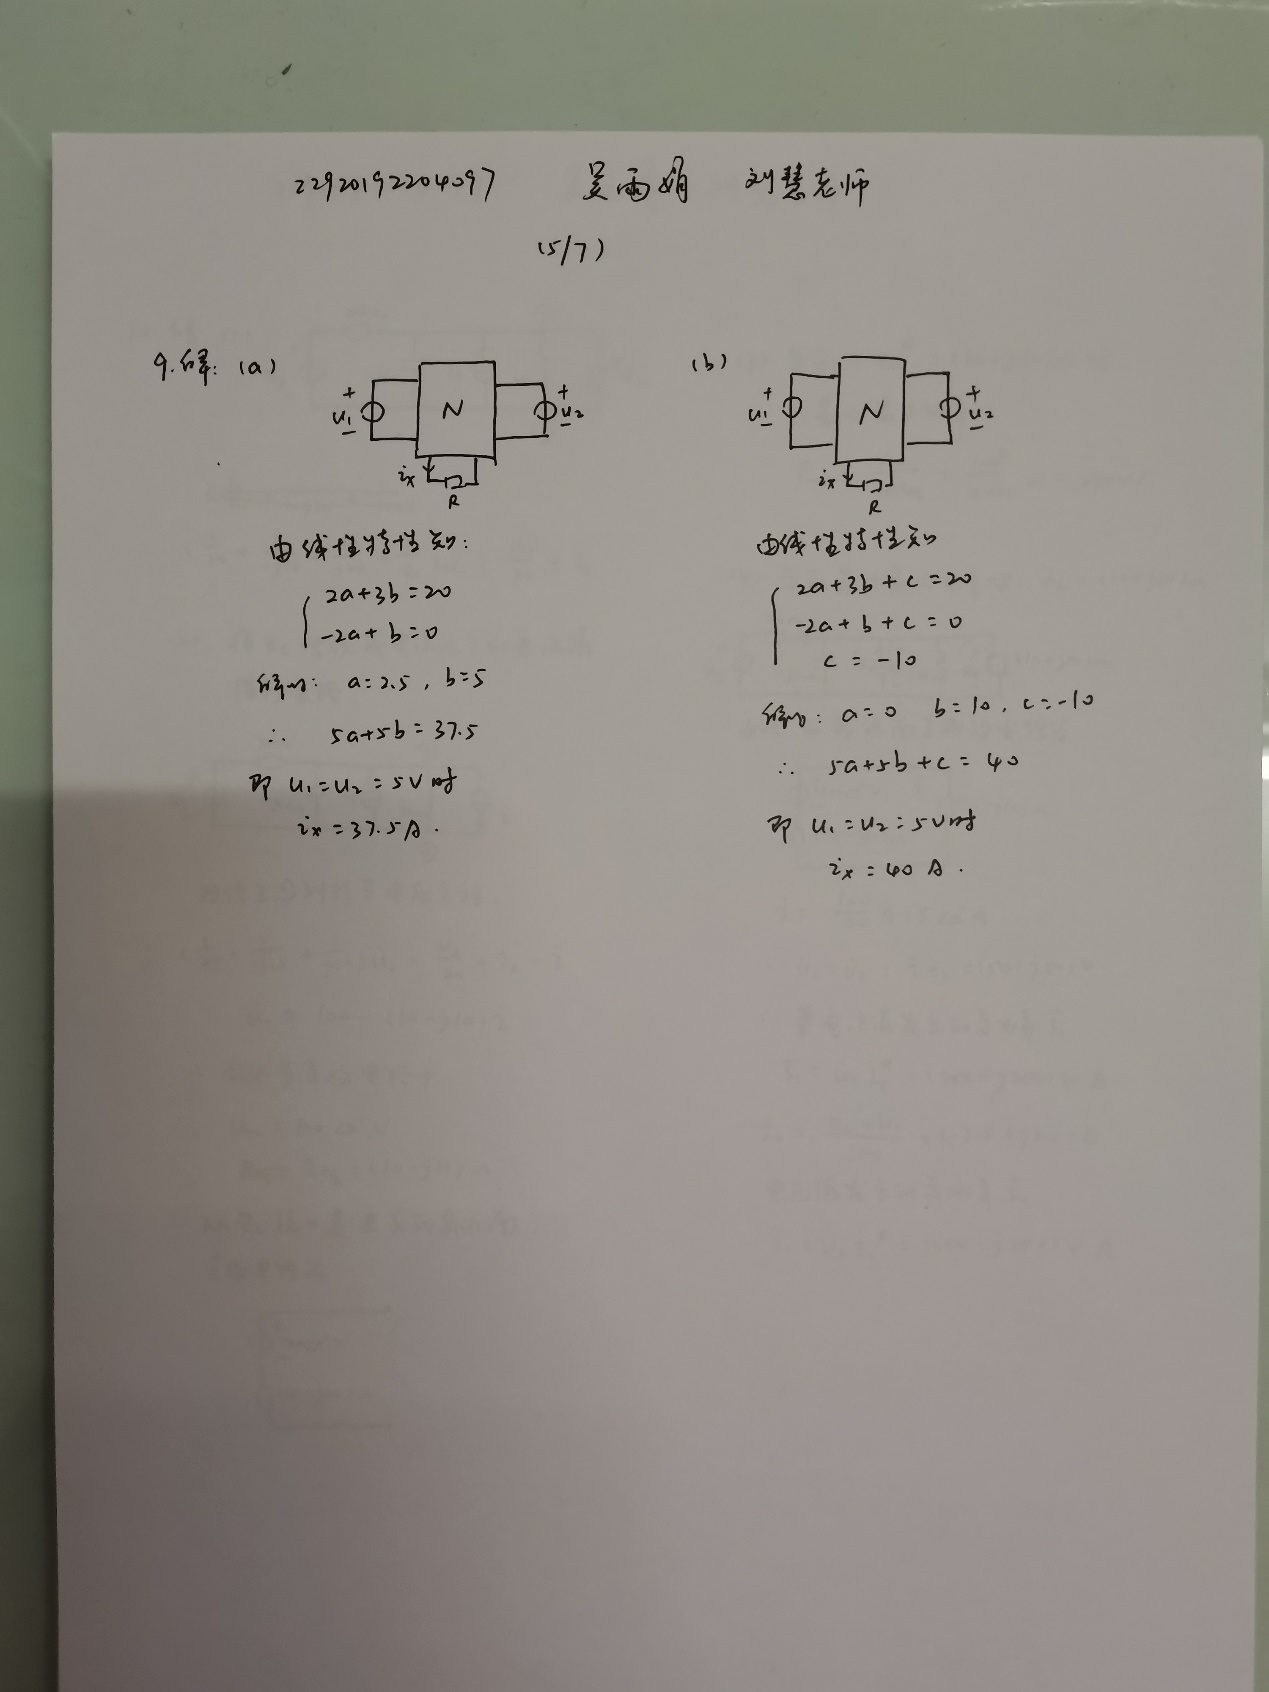 22920192204097 吴雨娟 刘慧老师
(5/7)
9.解: (a)
+ u₁ - N + u₂ -
iₓ R
由线性特性知:
2a+3b=20
-2a+b=0
解得: a=2.5, b=5
∴ 5a+5b=37.5
即 u₁=u₂=5V时
iₓ=37.5A.
(b)
+ u₁ - N + u₂ -
iₓ R
由线性特性知
2a+3b+c=20
-2a+b+c=0
c=-10
解得: a=0 b=10, c=-10
∴ 5a+5b+c=40
即 u₁=u₂=5V时
iₓ=40A.